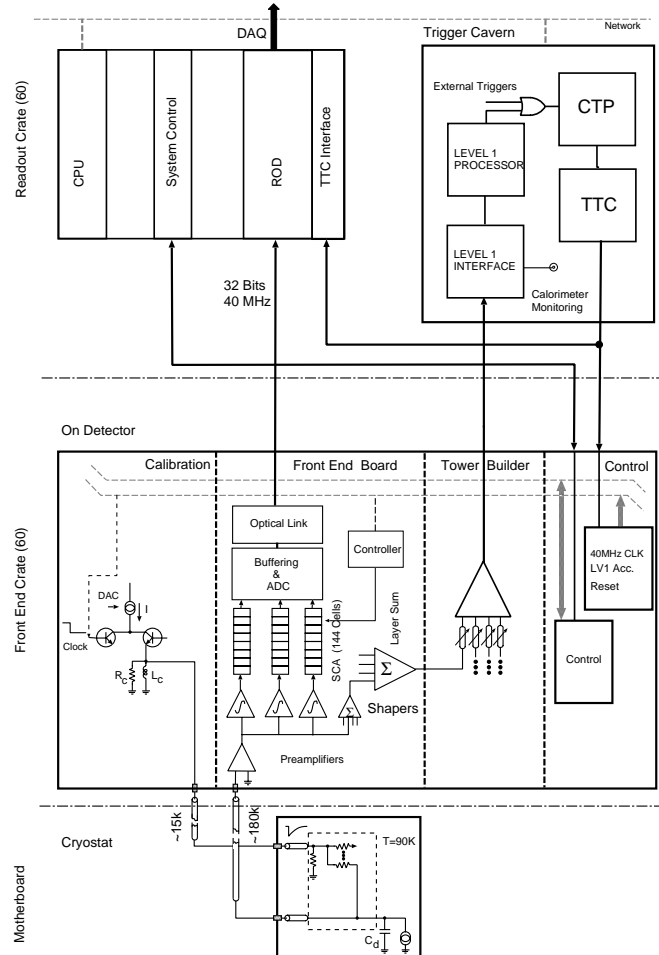 Network
DAQ
Trigger Cavern
Readout Crate (60)
CPU
System Control
ROD
TTC Interface
External Triggers
CTP
LEVEL 1
PROCESSOR
TTC
LEVEL 1
INTERFACE
Calorimeter
Monitoring
32 Bits
40 MHz
On Detector
Front End Crate (60)
Calibration
Front End Board
Tower Builder
Control
Optical Link
Buffering
&
ADC
Controller
40MHz CLK
LV1 Acc.
Reset
DAC
I
Clock
SCA (144 Cells)
Layer Sum
Σ
Control
Rc
Lc
∫
∫
∫
Σ
Shapers
Preamplifiers
Motherboard
Cryostat
~15k
~180k
T=90K
Cd